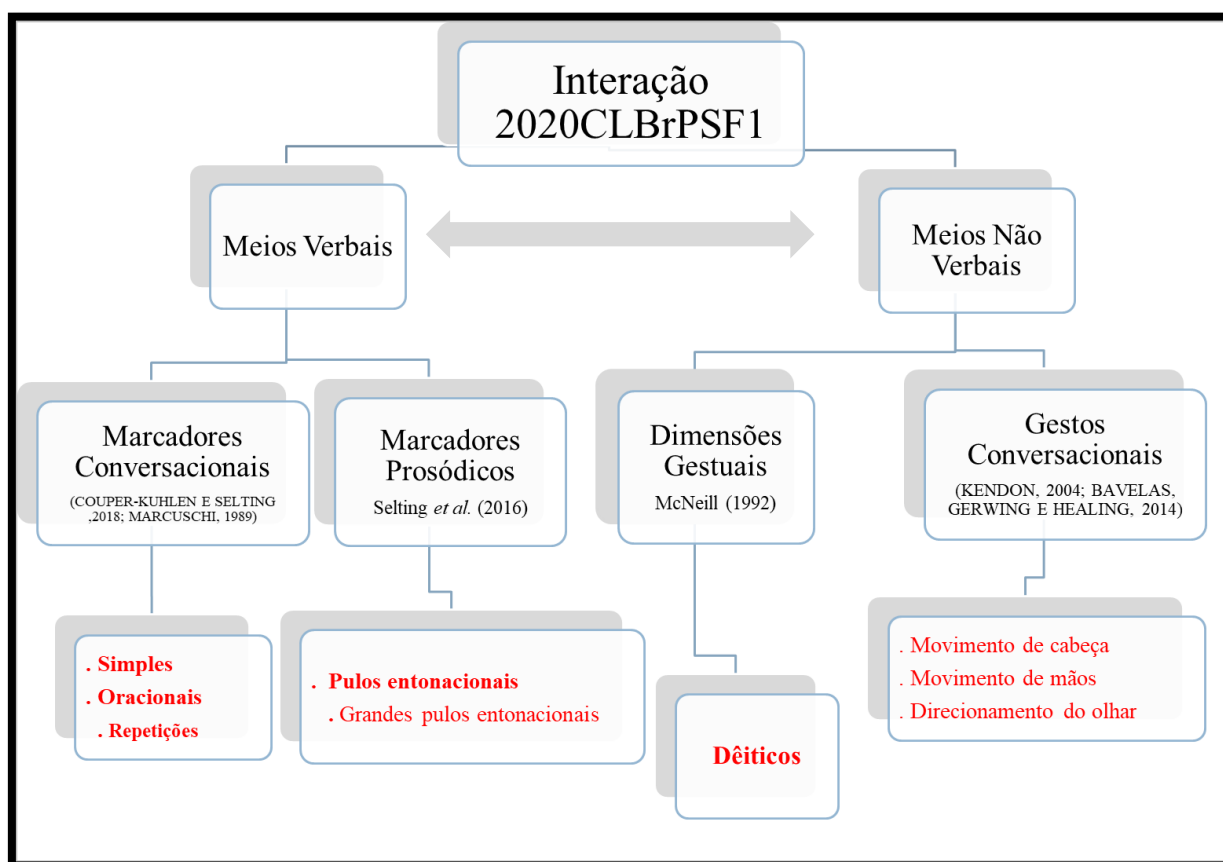 Interação
2020CLBrPSF1
Meios Verbais
Meios Não
Verbais
Marcadores
Conversacionais
(COUPER-KUHLEN E SELTING
,2018; MARCUSCHI, 1989)
Marcadores
Prosódicos
Selting et al. (2016)
Dimensões
Gestuais
McNeill (1992)
Gestos
Conversacionais
(KENDON, 2004; BAVELAS,
GERWING E HEALING, 2014)
. Simples
. Oracionais
. Repetições
. Pulos entonacionais
. Grandes pulos entonacionais
Dêiticos
. Movimento de cabeça
. Movimento de mãos
. Direcionamento do olhar